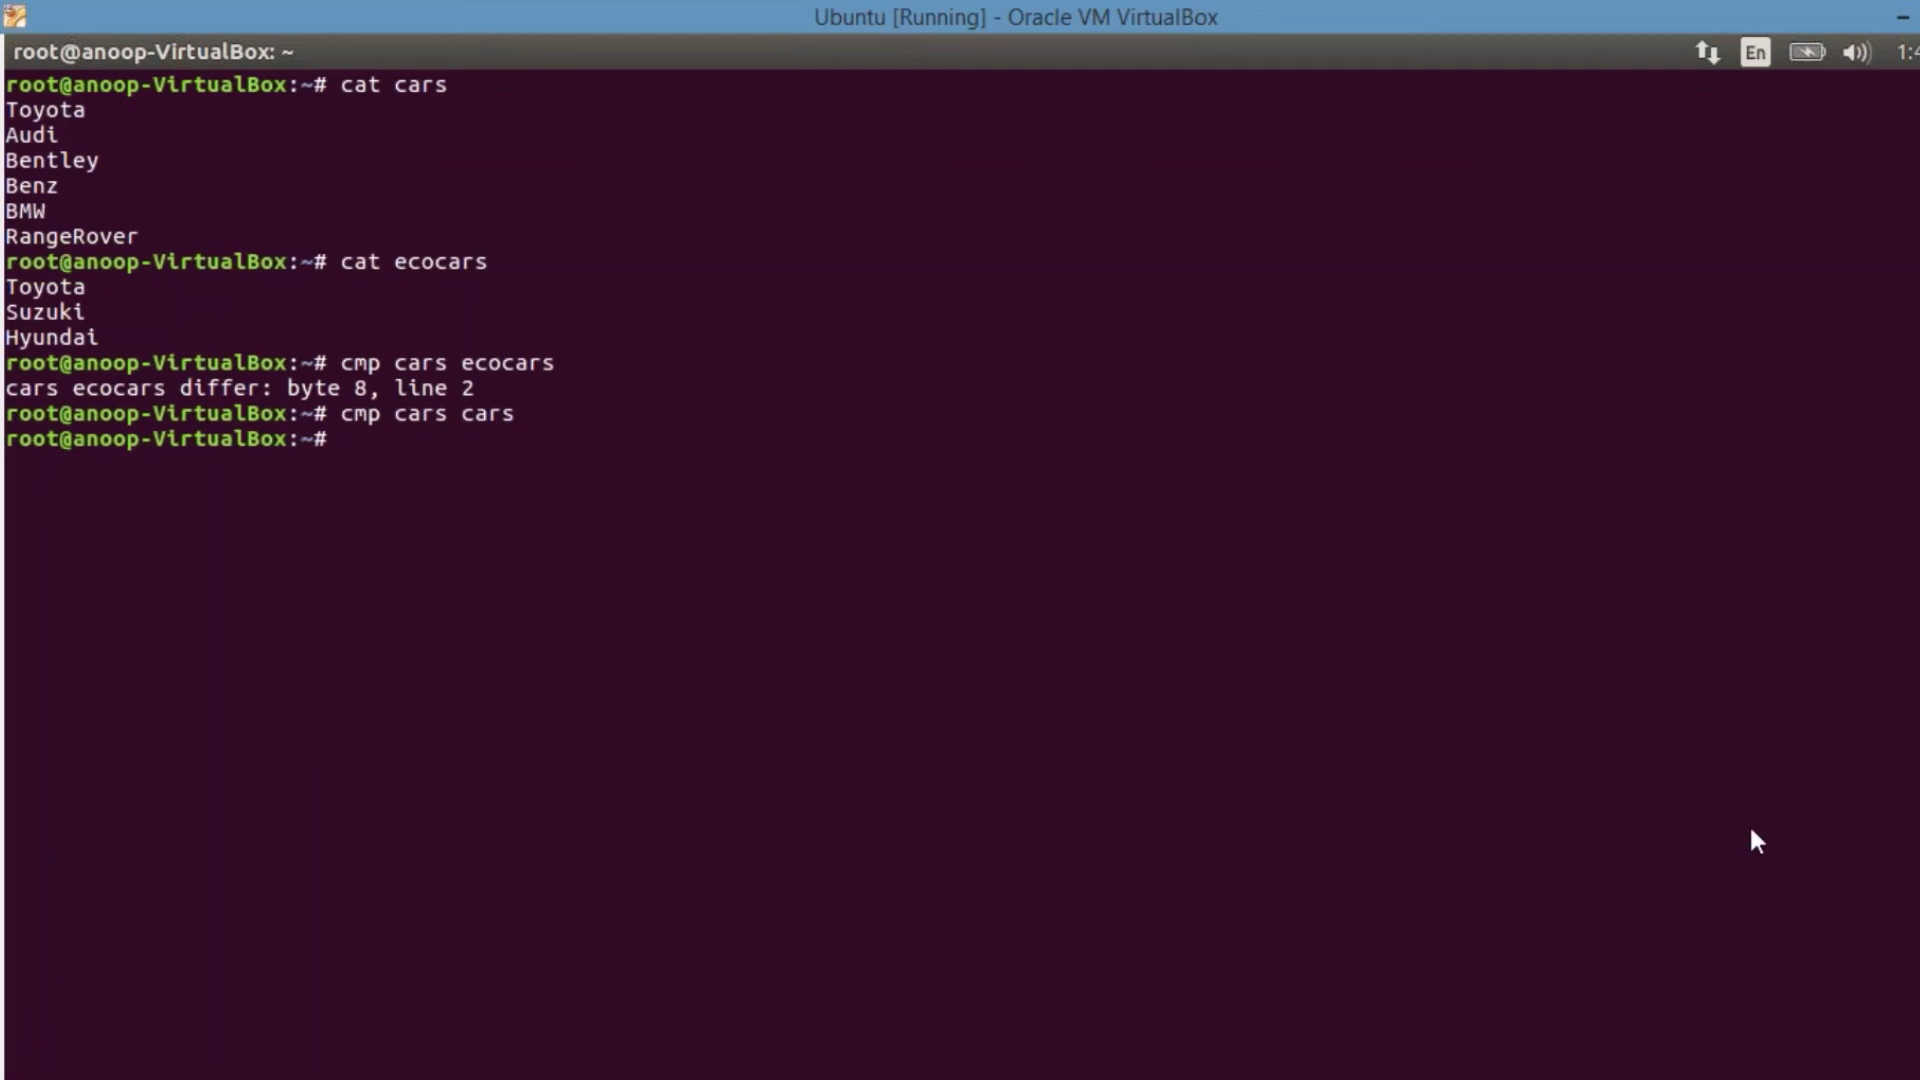 Ubuntu [Running] - Oracle VM VirtualBox
root@anoop-VirtualBox: ~
En
root@anoop-VirtualBox:~# cat cars
Toyota
Audi
Bentley
Benz
BMW
RangeRover
root@anoop-VirtualBox:~# cat ecocars
Toyota
Suzuki
Hyundai
root@anoop-VirtualBox:~# cmp cars ecocars
cars ecocars differ: byte 8, line 2
root@anoop-VirtualBox:~# cmp cars cars
root@anoop-VirtualBox:~#